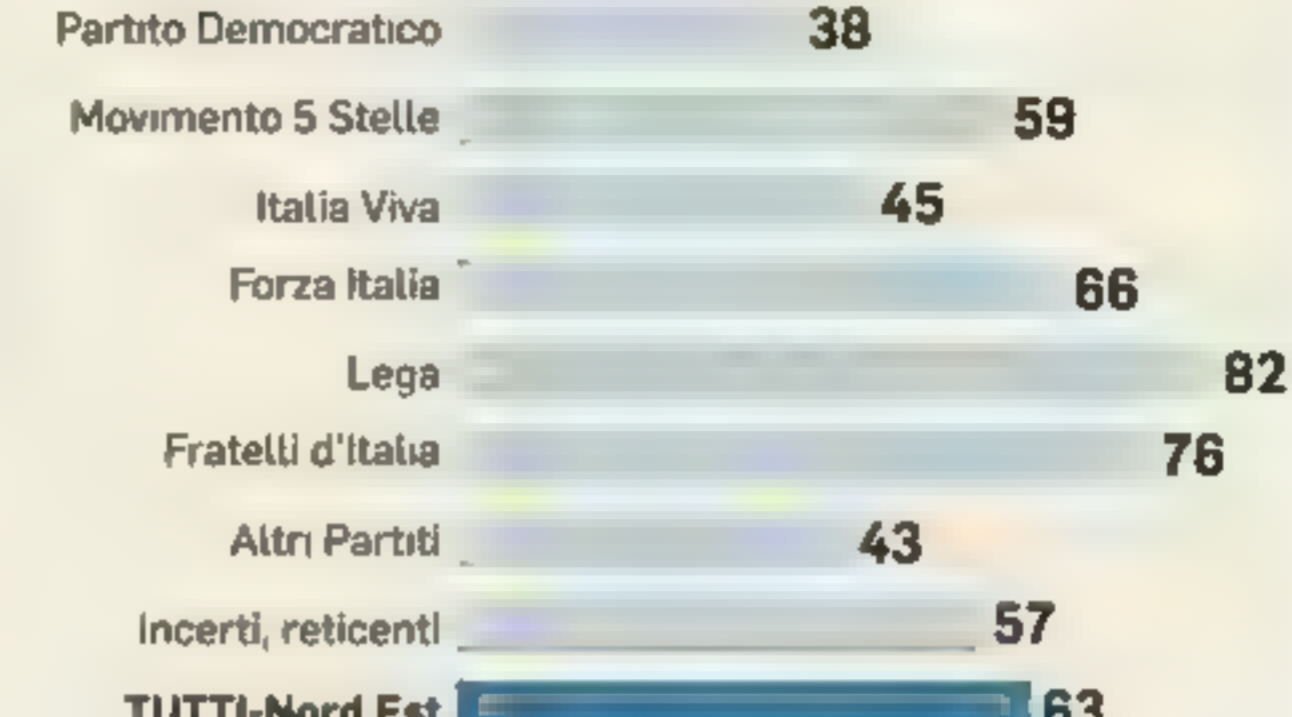 Partito Democratico 38
Movimento 5 Stelle 59
Italia Viva 45
Forza Italia 66
Lega 82
Fratelli d'Italia 76
Altri Partiti 43
Incerti, reticenti 57
TUTTI-Nord Est 63